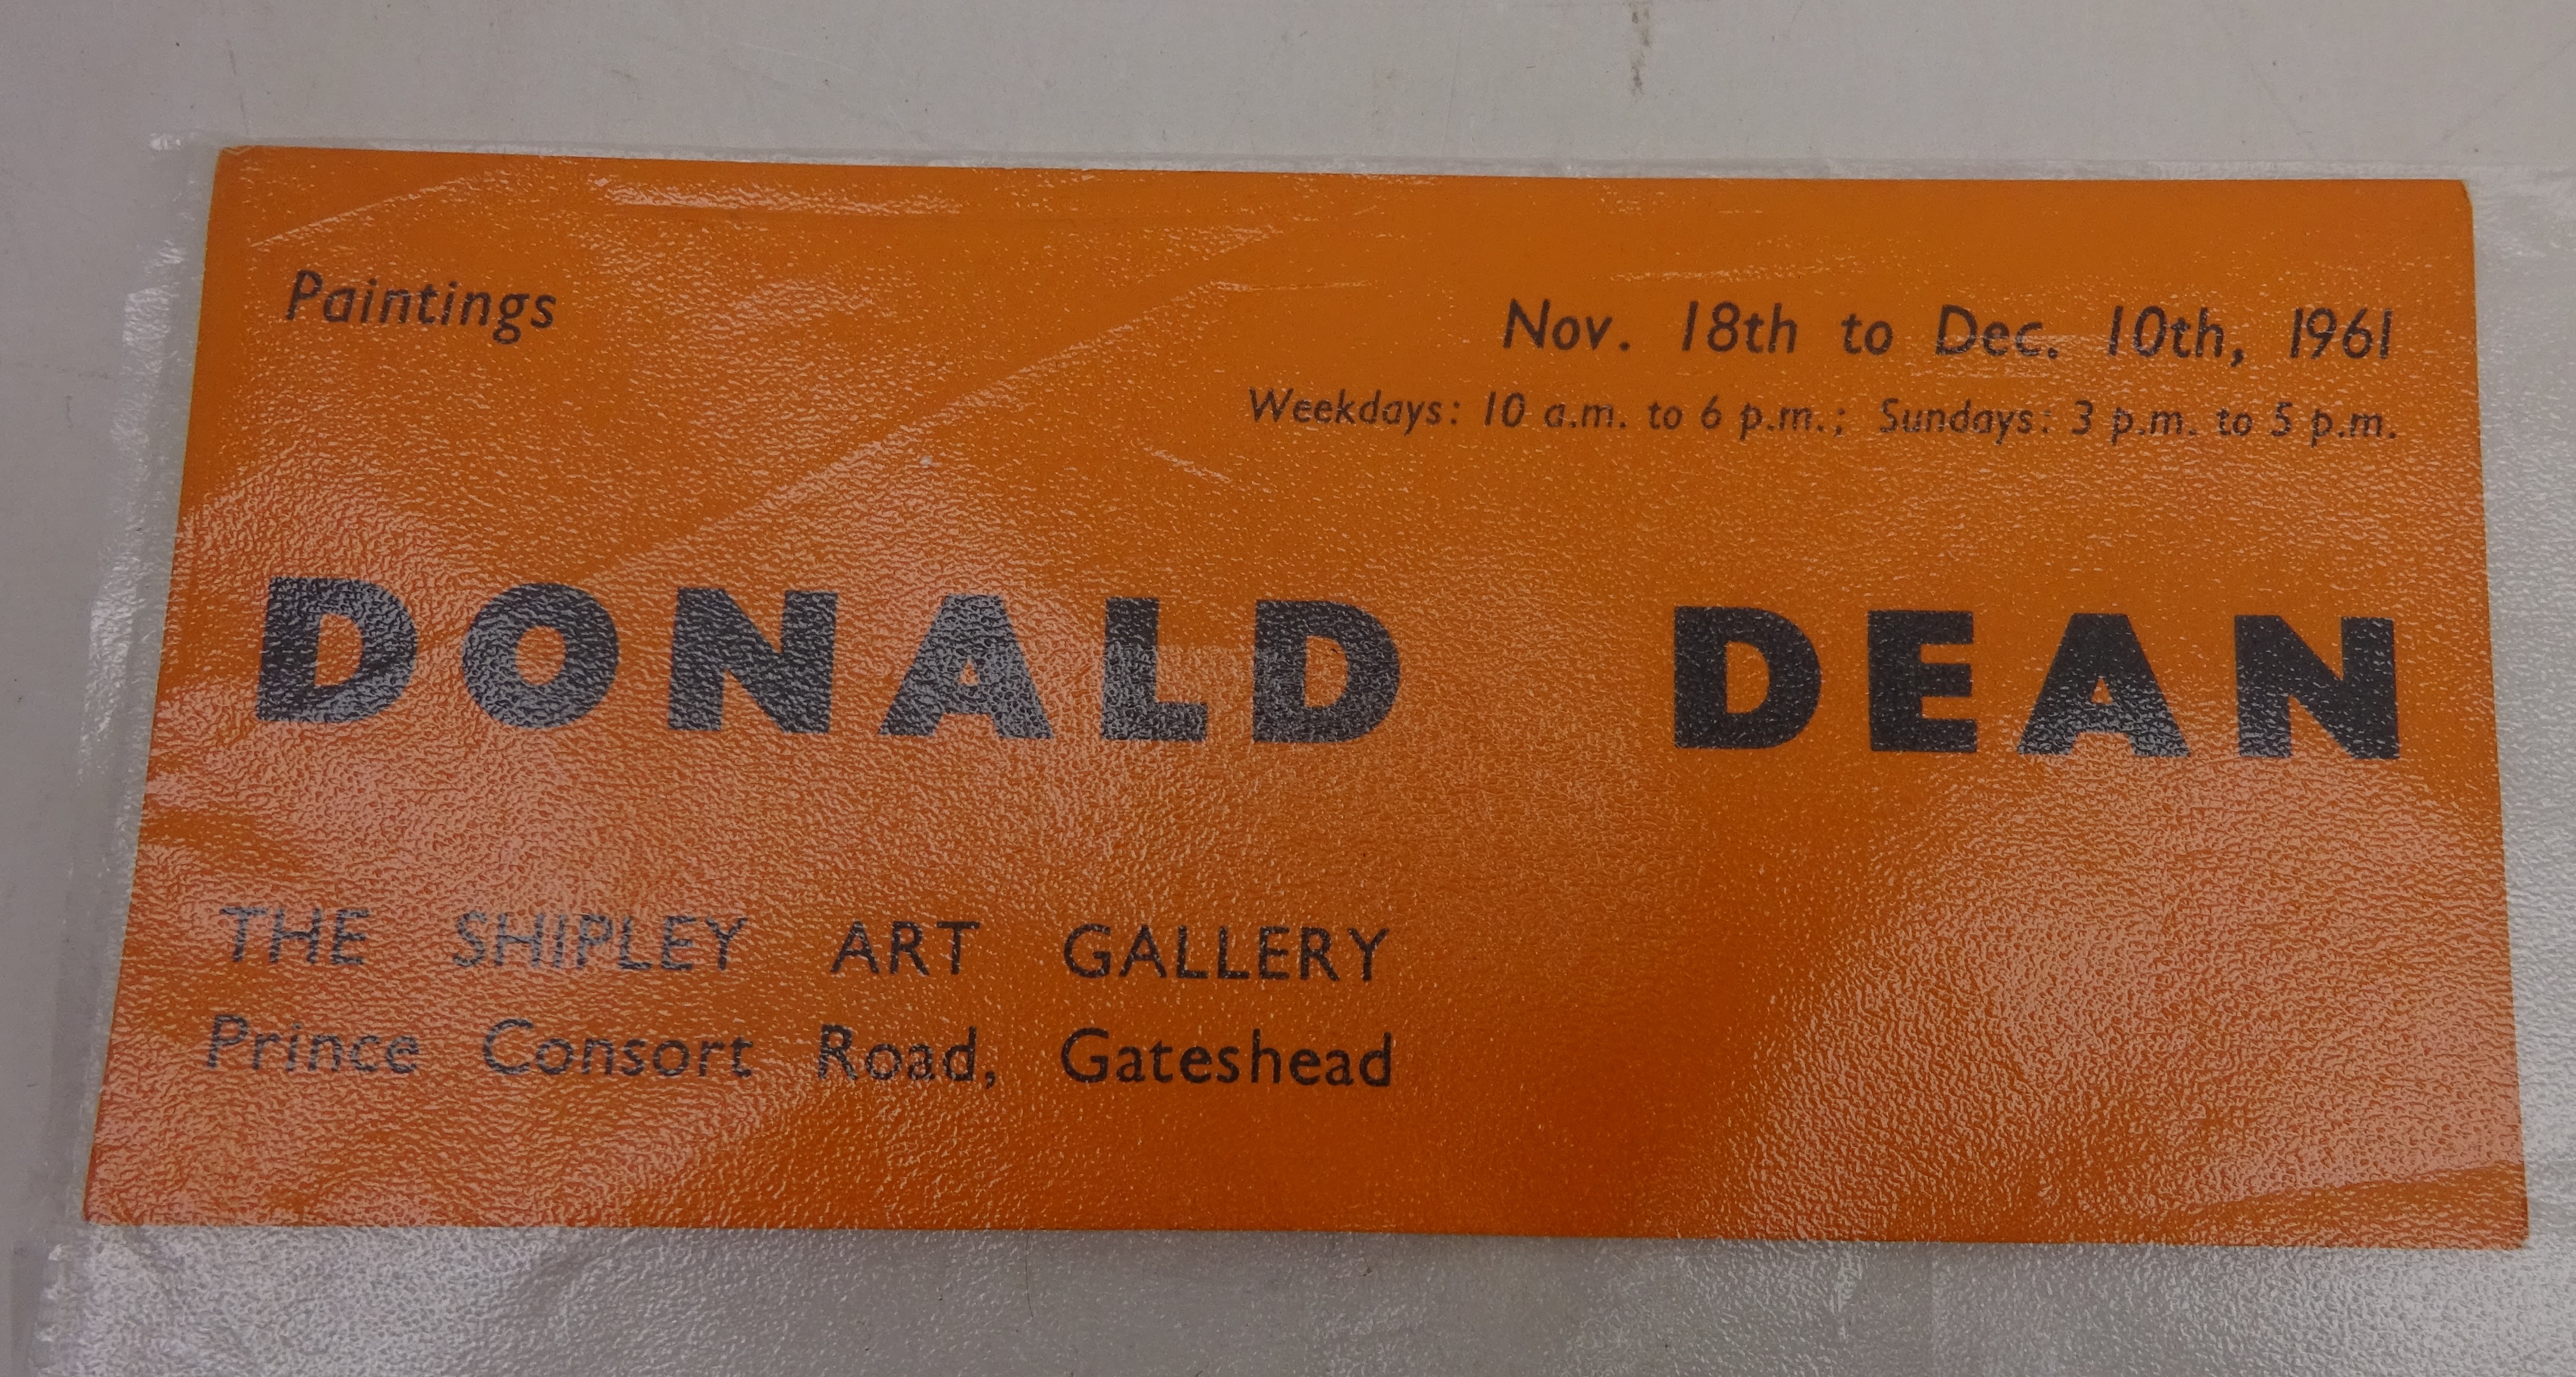 Paintings
Nov. 18th to Dec. 10th, 1961
Weekdays: 10 a.m. to 6 p.m.; Sundays: 3 p.m. to 5 p.m.
DONALD DEAN
THE SHIPLEY ART GALLERY
Prince Consort Road, Gateshead